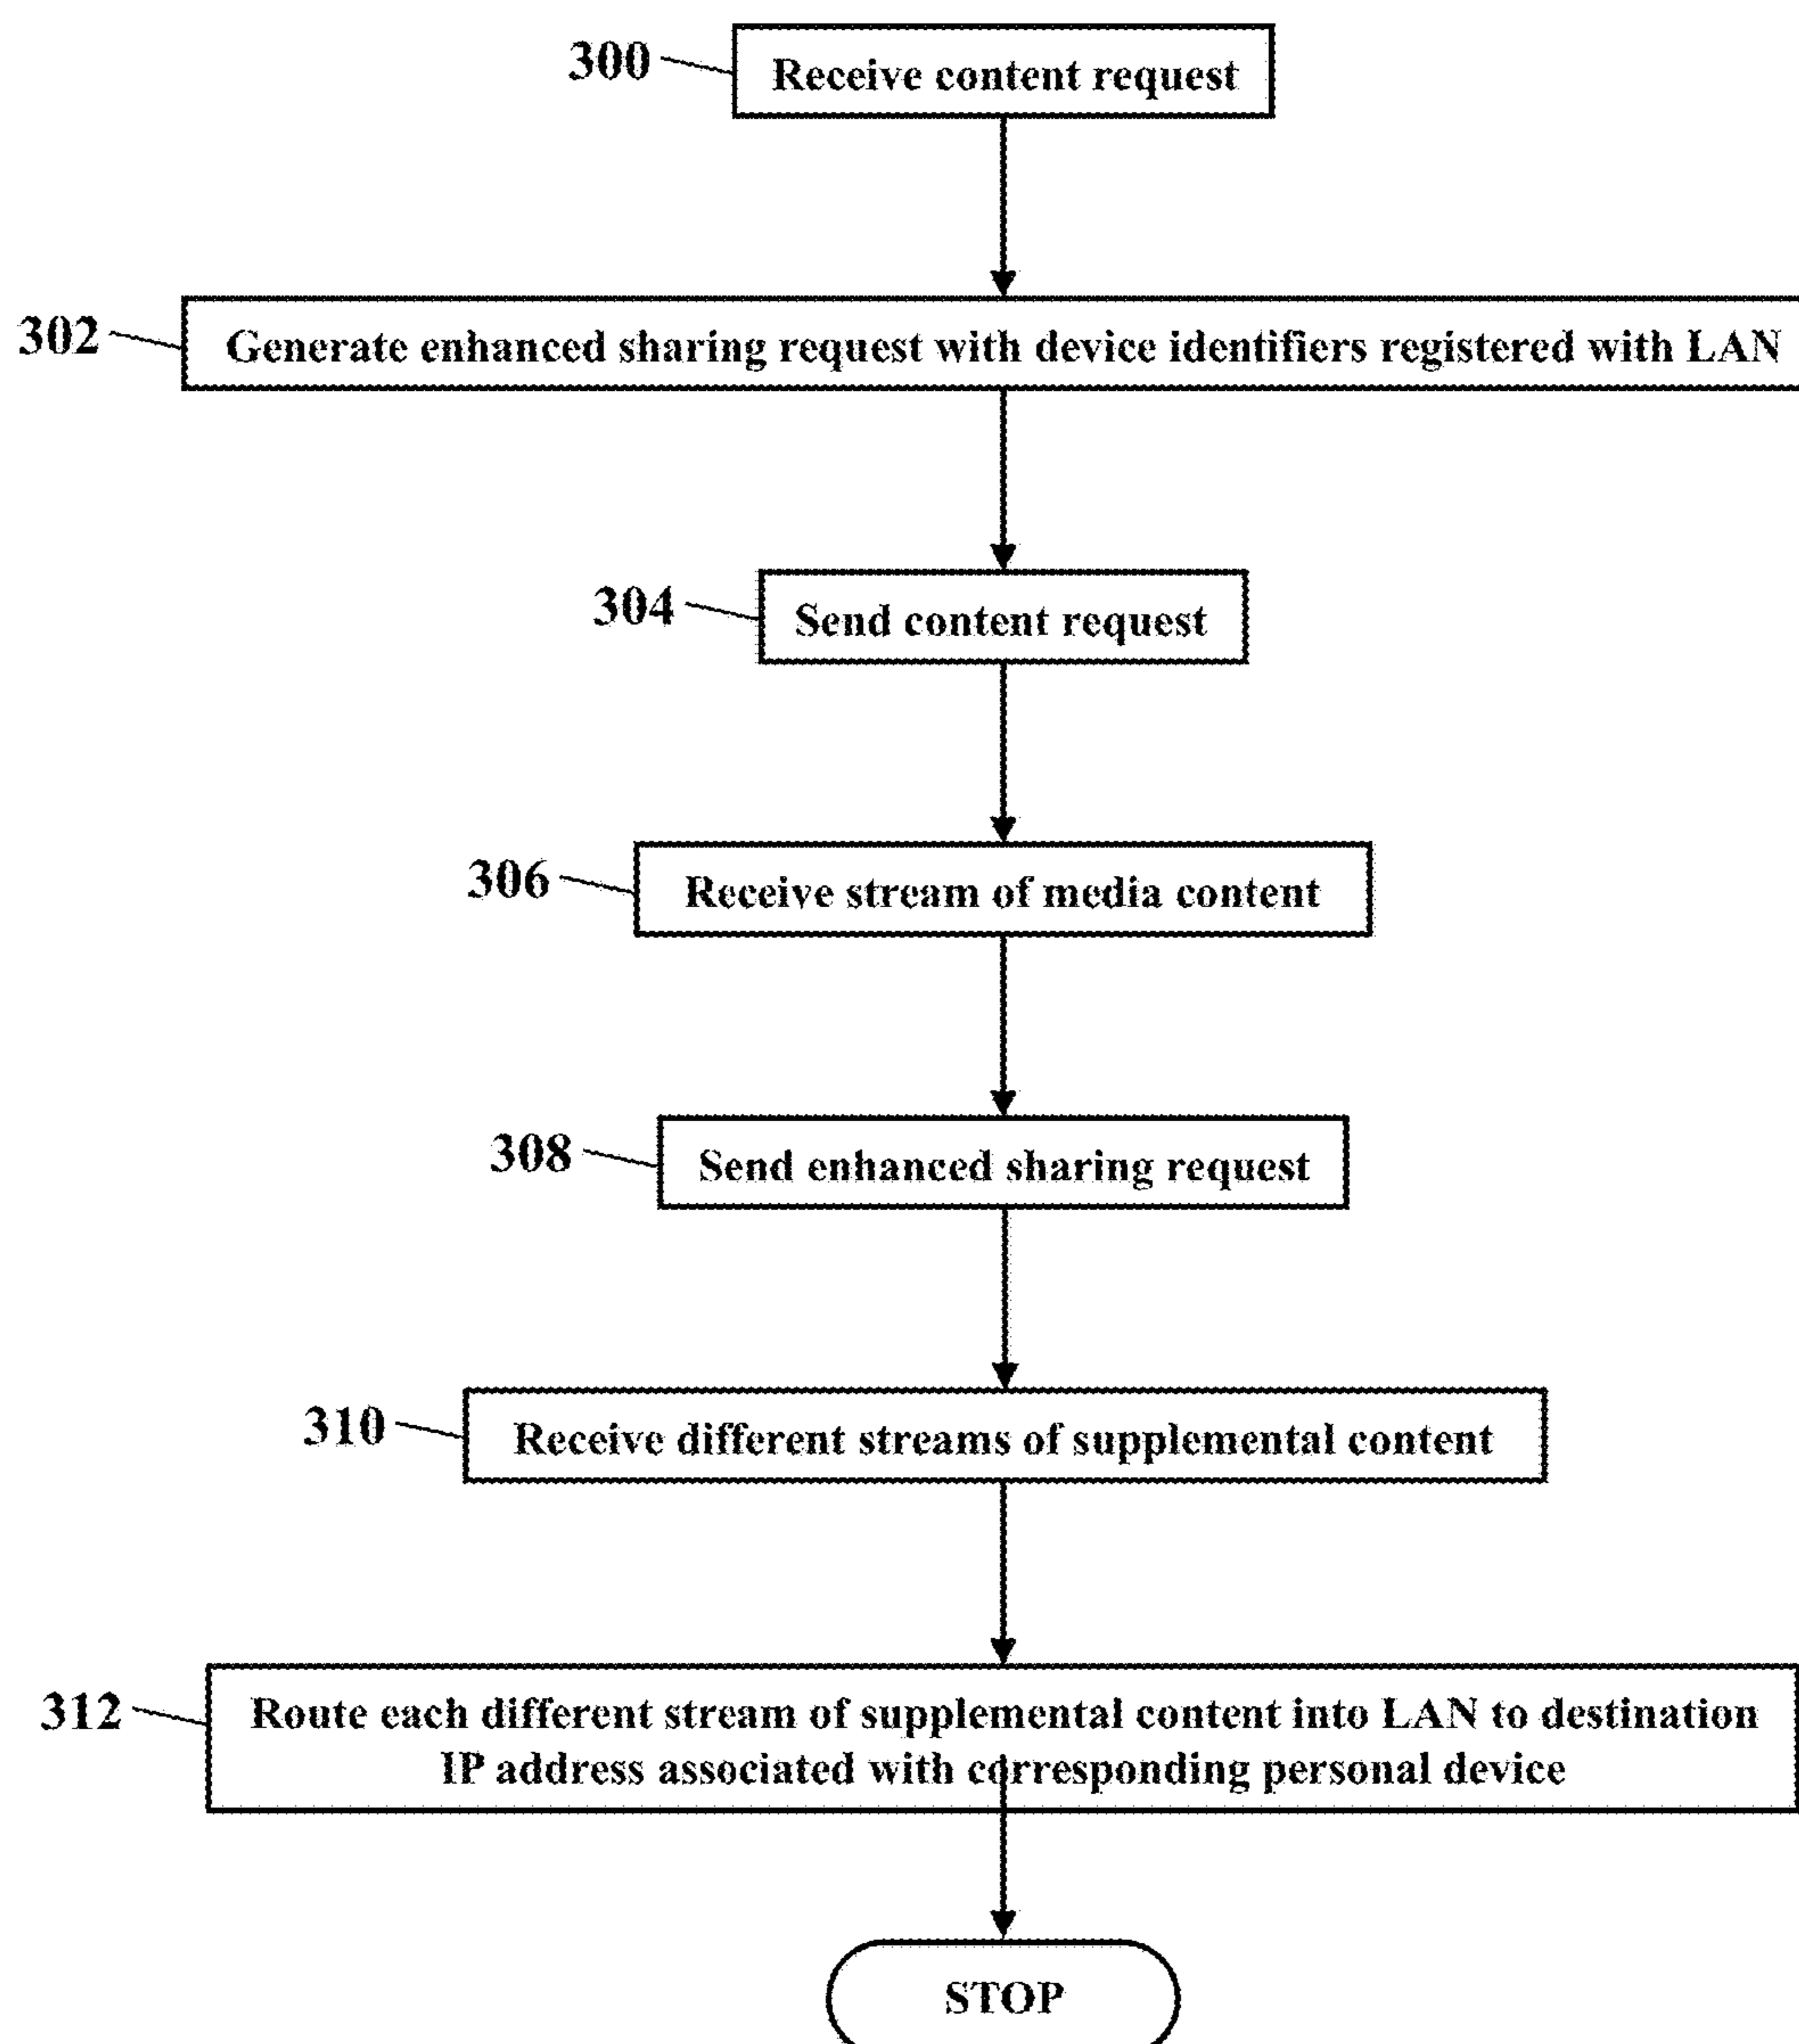 300
Receive content request
302
Generate enhanced sharing request with device identifiers registered with LAN
304
Send content request
306
Receive stream of media content
308
Send enhanced sharing request
310
Receive different streams of supplemental content
312
Route each different stream of supplemental content into LAN to destination
IP address associated with corresponding personal device
STOP